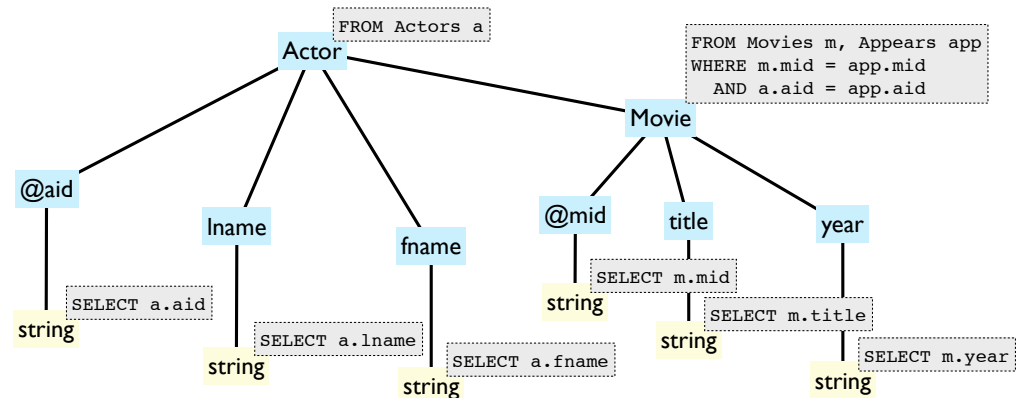 FROM Actors a
Actor
FROM Movies m, Appears app
WHERE m.mid = app.mid
AND a.aid = app.aid
Movie
@aid
lname
fname
@mid
title
year
SELECT a.aid
string
SELECT a.lname
string
SELECT a.fname
string
SELECT m.mid
string
SELECT m.title
string
SELECT m.year
string